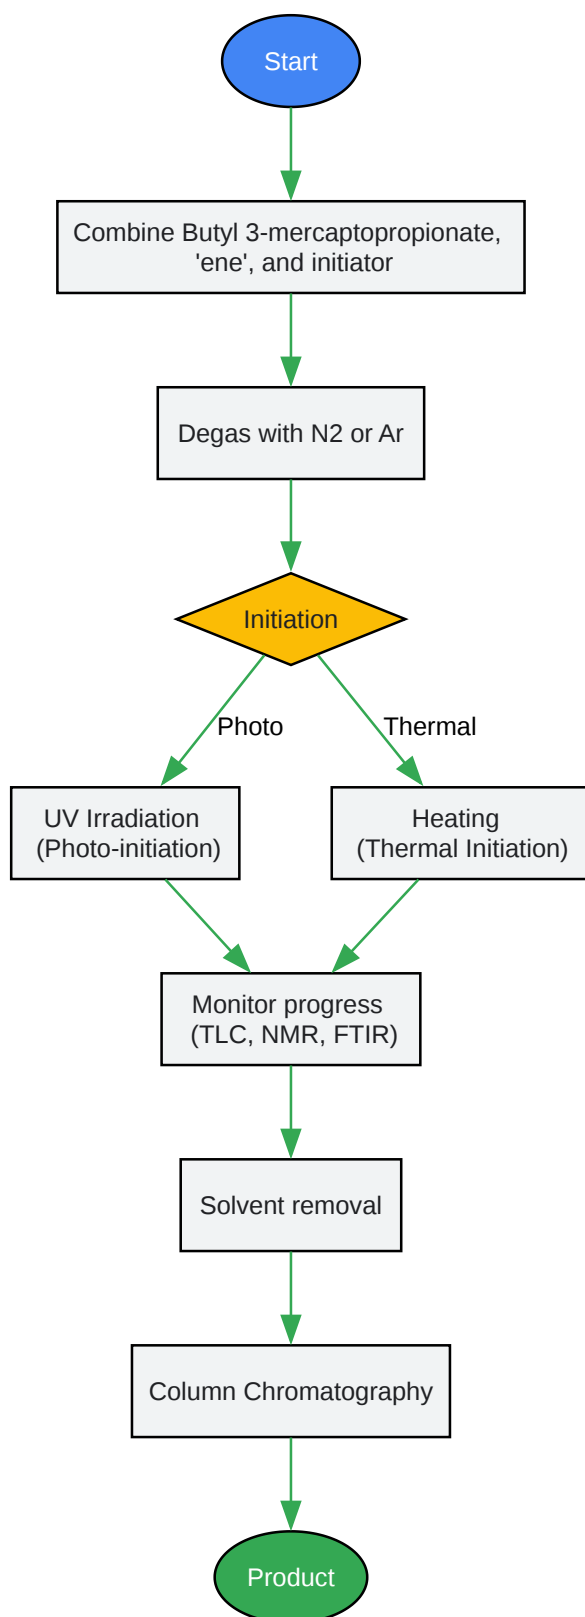 Start
Combine Butyl 3-mercaptopropionate,
'ene', and initiator
Degas with N2 or Ar
Initiation
Photo
Thermal
UV Irradiation
(Photo-initiation)
Heating
(Thermal Initiation)
Monitor progress
(TLC, NMR, FTIR)
Solvent removal
Column Chromatography
Product